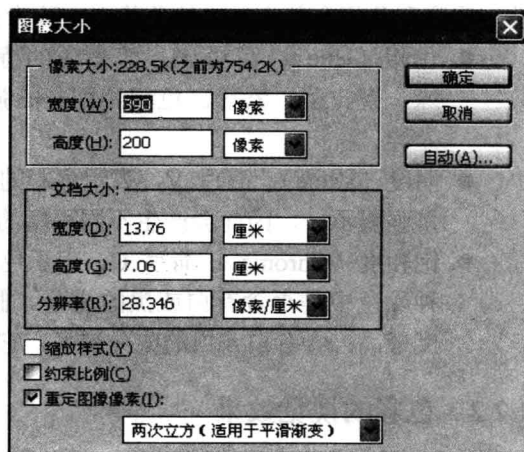 图像大小
像素大小:228.5K(之前为754.2K)
宽度(W): 390 像素
高度(H): 200 像素
确定
取消
自动(A)...
文档大小:
宽度(D): 13.76 厘米
高度(G): 7.06 厘米
分辨率(R): 28.346 像素/厘米
缩放样式(Y)
约束比例(C)
重定图像像素(I):
两次立方(适用于平滑渐变)